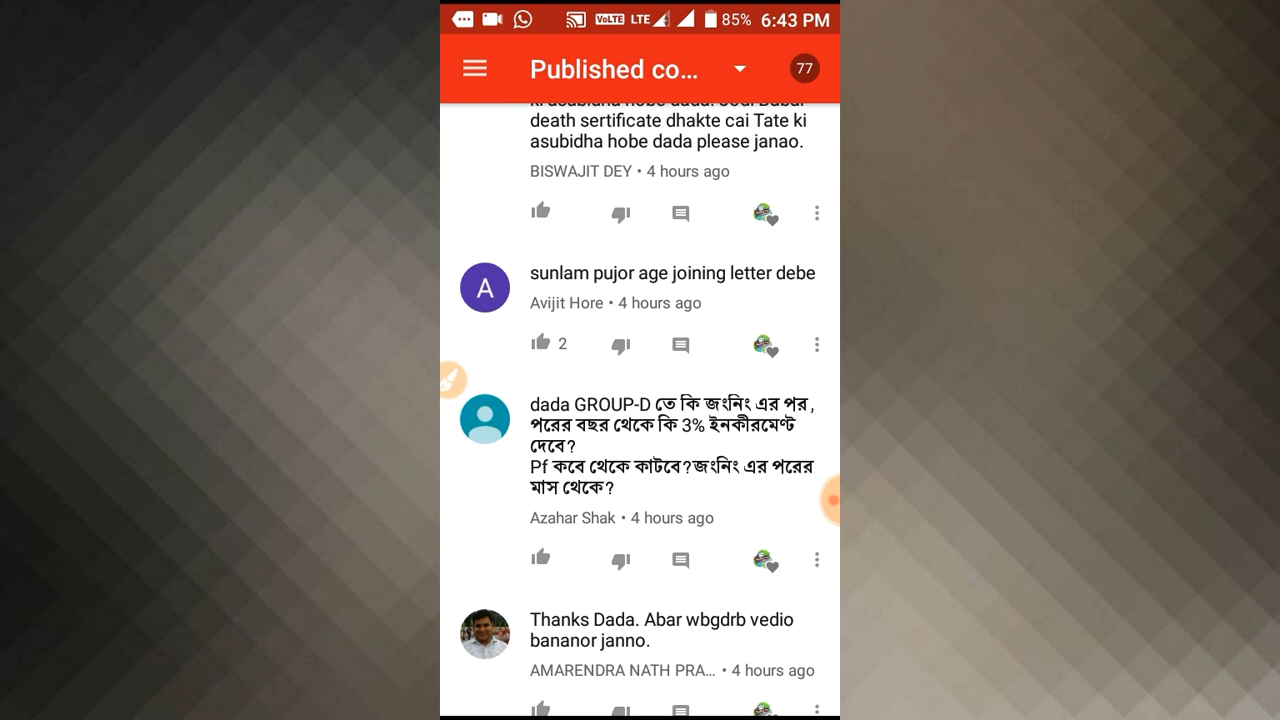 VoLTE LTE 85% 6:43 PM
Published co... 77
death sertificate dhakte cai Tate ki
asubidha hobe dada please janao.
BISWAJIT DEY • 4 hours ago
A
sunlam pujor age joining letter debe
Avijit Hore • 4 hours ago
2
dada GROUP-D তে কি জংনিং এর পর,
পরের বছর থেকে কি 3% ইনকীরমেণ্ট
দেবে?
Pf কবে থেকে কাটবে?জংনিং এর পরের
মাস থেকে?
Azahar Shak • 4 hours ago
Thanks Dada. Abar wbgdrb vedio
bananor janno.
AMARENDRA NATH PRA... • 4 hours ago